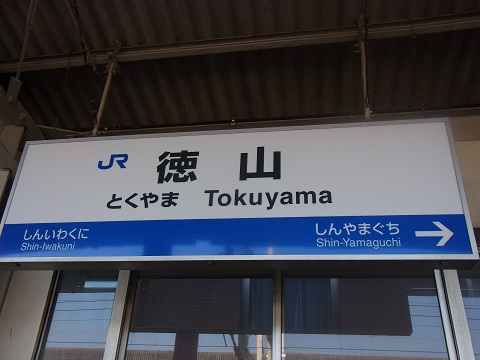 JR 徳山
とくやま Tokuyama
しんいわくに しんやまぐち
Shin-Iwakuni Shin-Yamaguchi